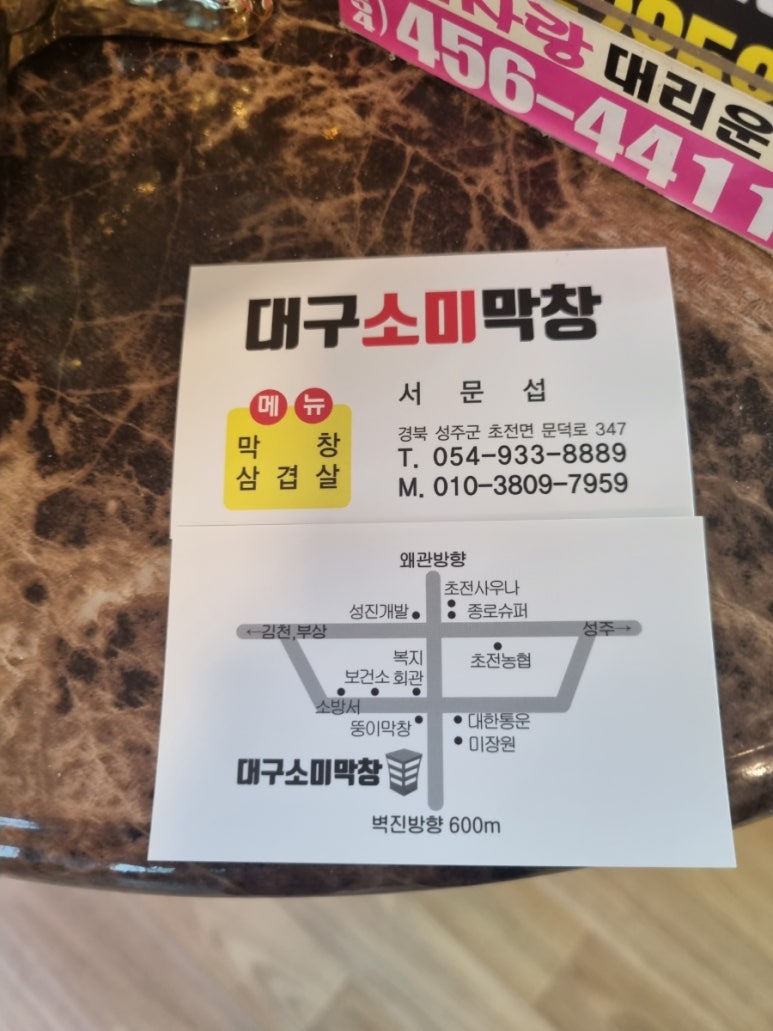 사랑 대리운
54) 456-4411
대구소미막창
메뉴
막 창
삼 겹 살
서 문 섭
경북 성주군 초전면 문덕로 347
T. 054-933-8889
M. 010-3809-7959
왜관방향
초전사우나
성진개발 종로슈퍼
←김천,부상 성주→
복지
회관
보건소
초전농협
소방서
뚱이막창 대한통운
미장원
대구소미막창
벽진방향 600m